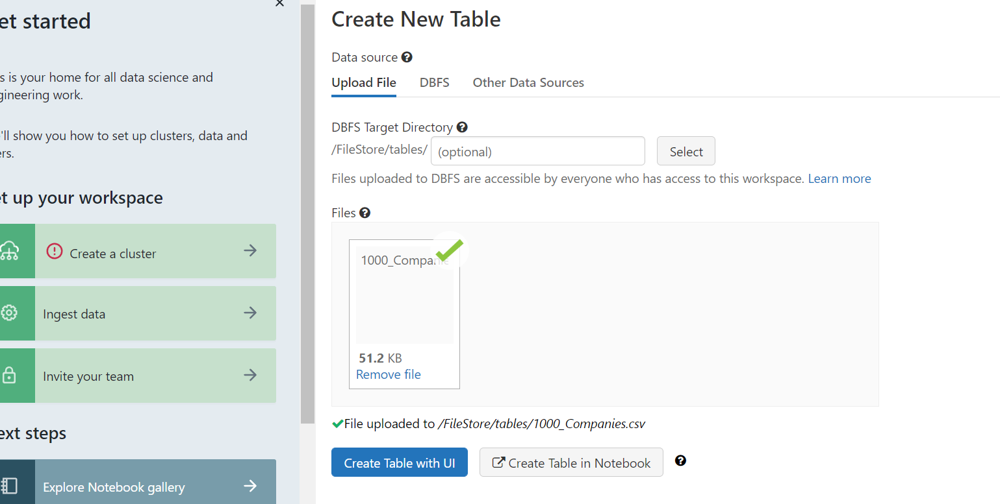 et started
s is your home for all data science and
gineering work.
'll show you how to set up clusters, data and
ers.
t up your workspace
Create a cluster
Ingest data
Invite your team
ext steps
Explore Notebook gallery
Create New Table
Data source
Upload File DBFS Other Data Sources
DBFS Target Directory
/FileStore/tables/ (optional) Select
Files uploaded to DBFS are accessible by everyone who has access to this workspace. Learn more
Files
1000_Companie
51.2 KB
Remove file
File uploaded to /FileStore/tables/1000_Companies.csv
Create Table with UI Create Table in Notebook